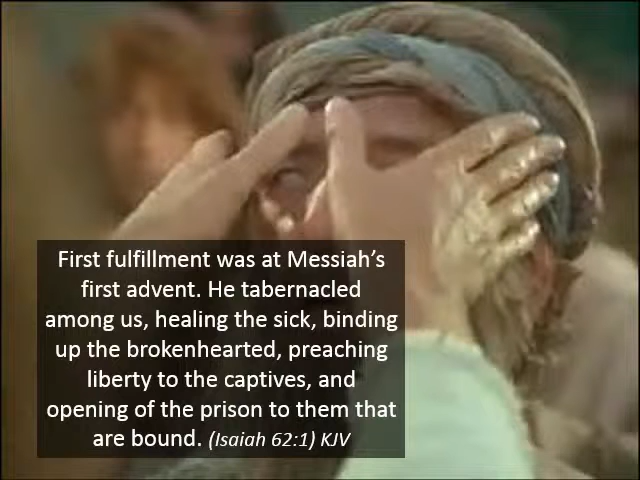 First fulfillment was at Messiah's
first advent. He tabernacled
among us, healing the sick, binding
up the brokenhearted, preaching
liberty to the captives, and
opening of the prison to them that
are bound. (Isaiah 62:1) KJV